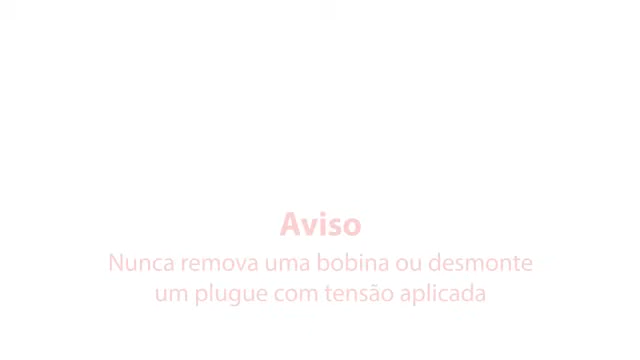 Aviso
Nunca remova uma bobina ou desmonte
um plugue com tensão aplicada